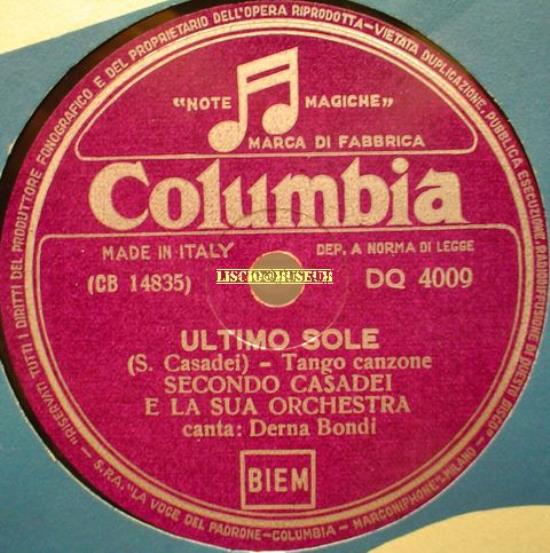 "RISERVATI TUTTI I DIRITTI DEL PRODUTTORE FONOGRAFICO E DEL PROPRIETARIO DELL'OPERA RIPRODOTTA-VIETATA DUPLICAZIONE, PUBBLICA ESECUZIONE, RADIODIFFUSIONE DI QUESTO DISCO"
"NOTE MAGICHE"
MARCA DI FABBRICA
Columbia
MADE IN ITALY DEP. A NORMA DI LEGGE
(CB 14835) LISCIO@MUSEUM DQ 4009
ULTIMO SOLE
(S. Casadei) - Tango canzone
SECONDO CASADEI
E LA SUA ORCHESTRA
canta: Derna Bondi
BIEM
S.p.A. "LA VOCE DEL PADRONE-COLUMBIA-MARCONIPHONE"-MILANO